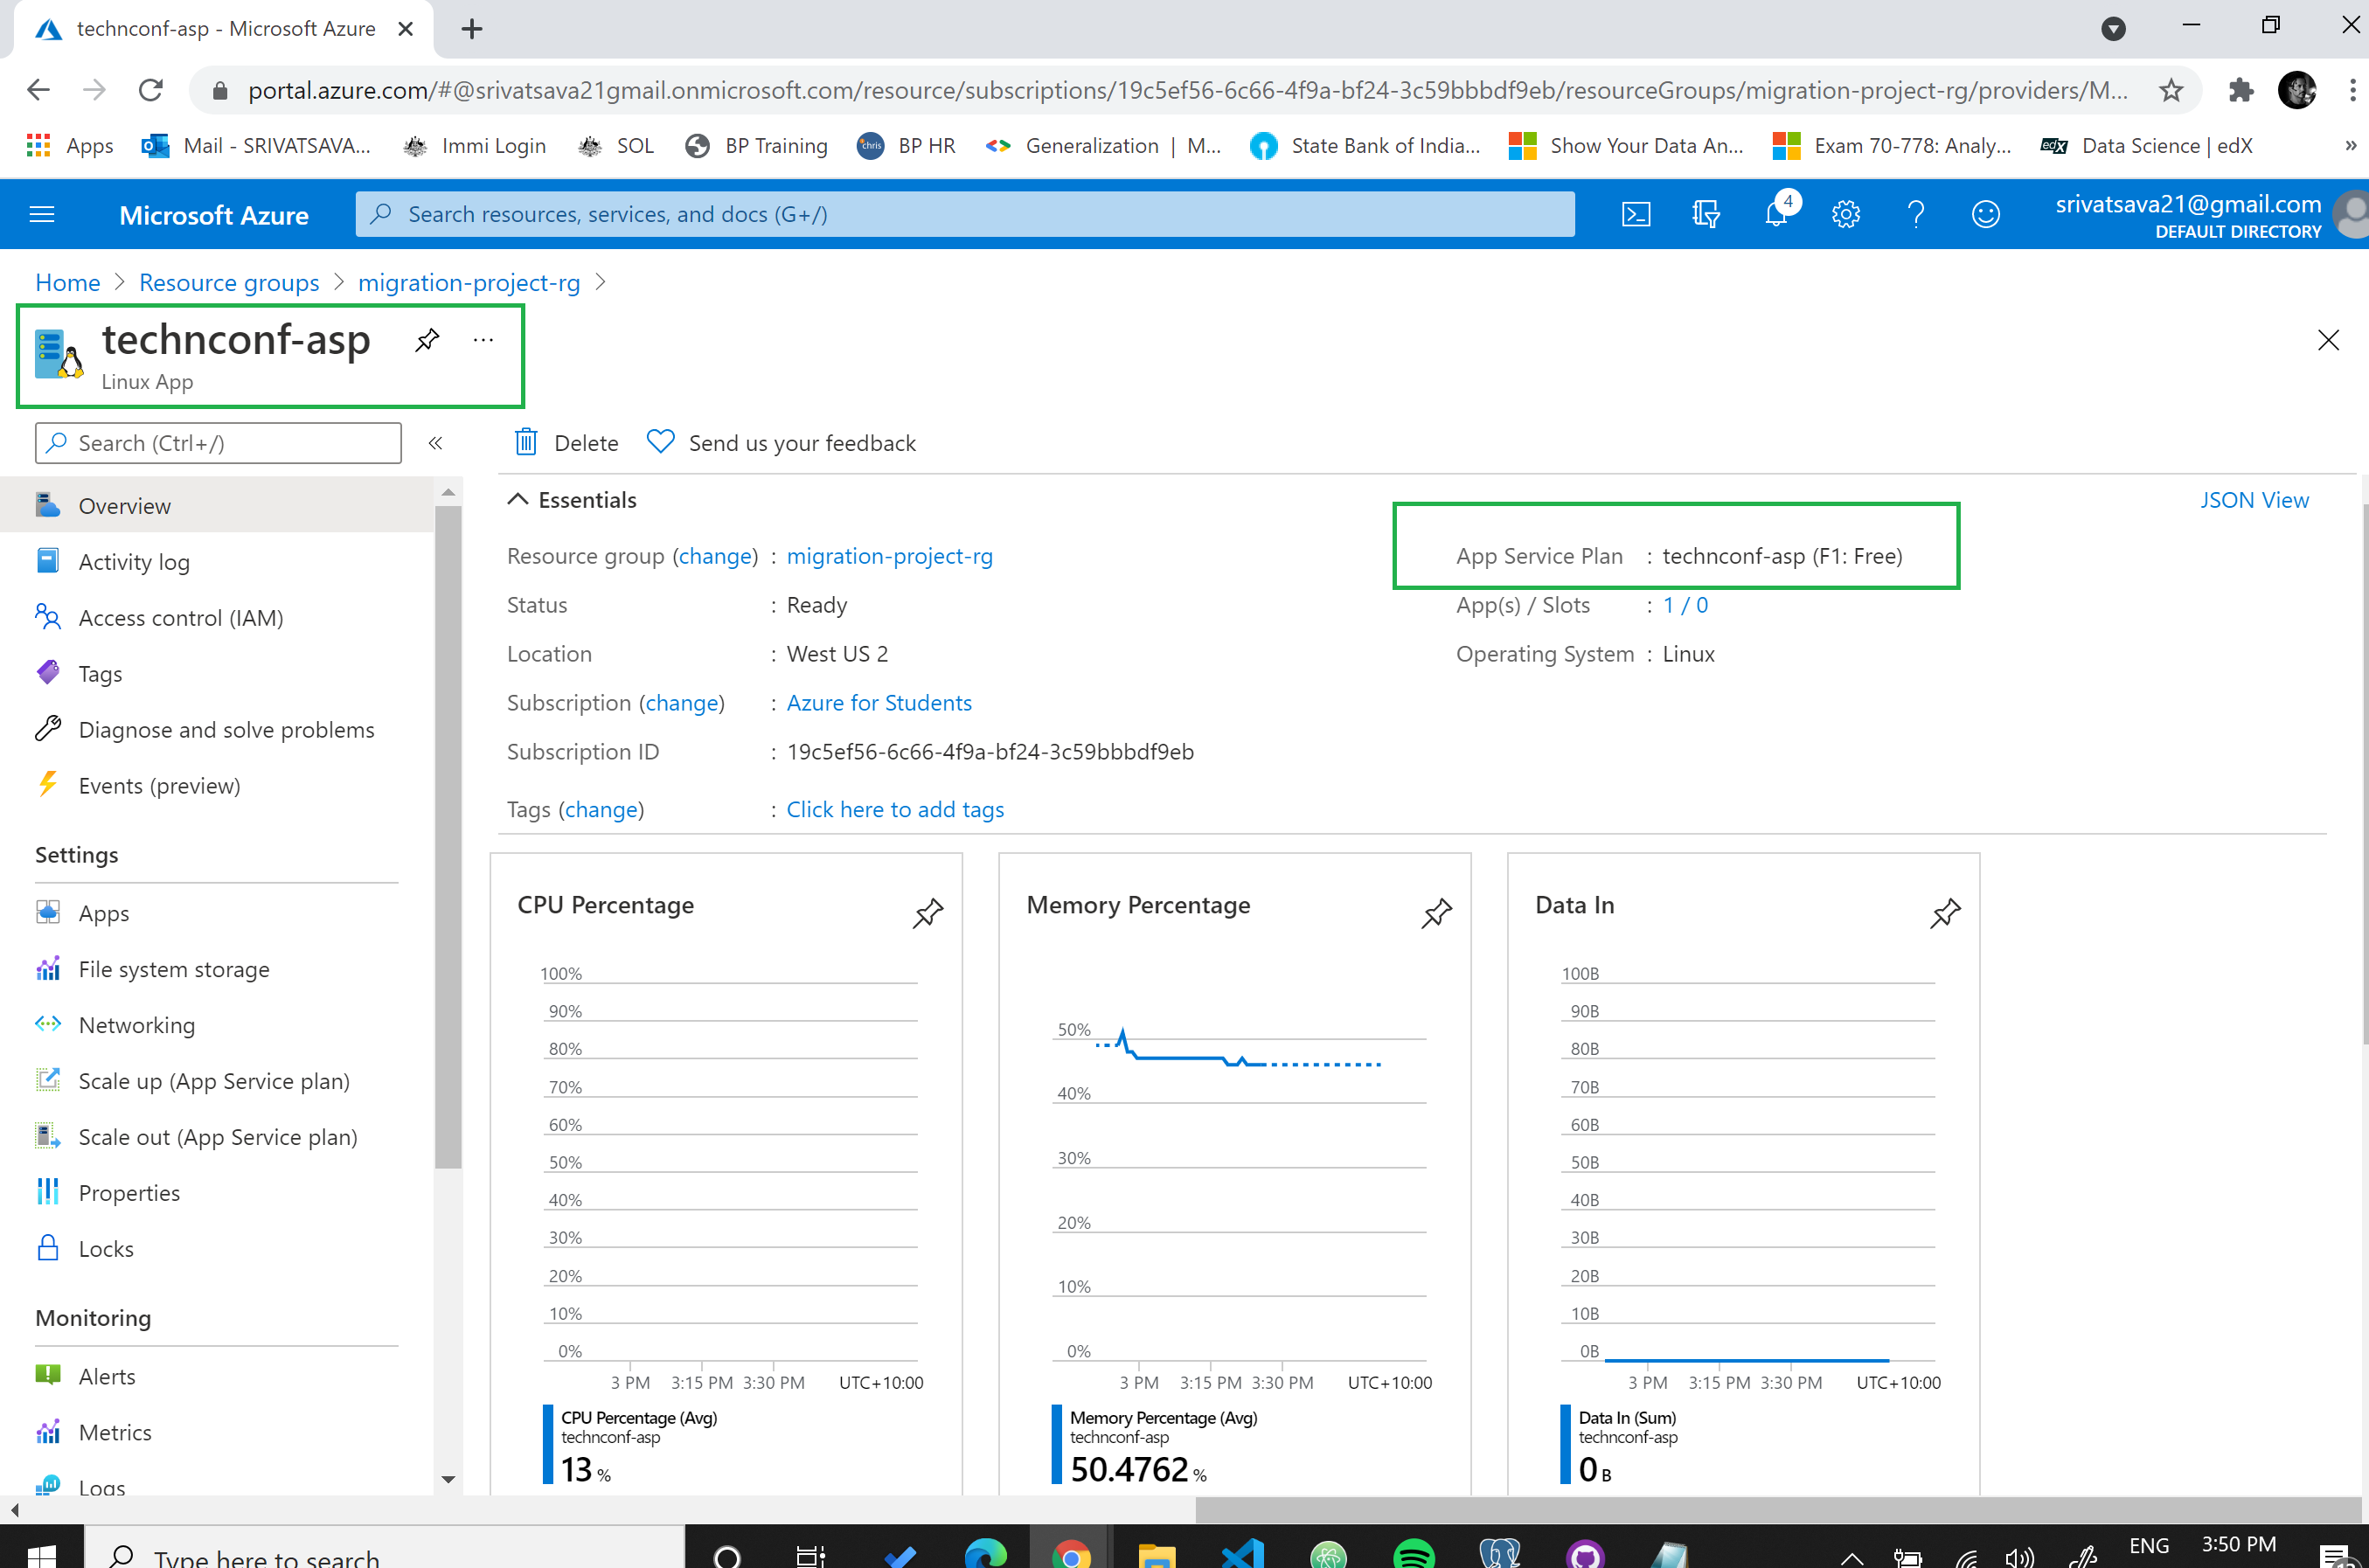 technconf-asp - Microsoft Azure
portal.azure.com/#@srivatsava21gmail.onmicrosoft.com/resource/subscriptions/19c5ef56-6c66-4f9a-bf24-3c59bbbdf9eb/resourceGroups/migration-project-rg/providers/M...
Apps Mail - SRIVATSAVA... Immi Login SOL BP Training chris BP HR Generalization | M... State Bank of India... Show Your Data An... Exam 70-778: Analy... edX Data Science | edX »
Microsoft Azure
Search resources, services, and docs (G+/)
4
srivatsava21@gmail.com
DEFAULT DIRECTORY
Home > Resource groups > migration-project-rg >
technconf-asp
Linux App
Search (Ctrl+/)
«
Delete
Send us your feedback
Overview
Activity log
Access control (IAM)
Tags
Diagnose and solve problems
Events (preview)
Settings
Apps
File system storage
Networking
Scale up (App Service plan)
Scale out (App Service plan)
Properties
Locks
Monitoring
Alerts
Metrics
Logs
Essentials
JSON View
Resource group (change) : migration-project-rg
Status : Ready
Location : West US 2
Subscription (change) : Azure for Students
Subscription ID : 19c5ef56-6c66-4f9a-bf24-3c59bbbdf9eb
Tags (change) : Click here to add tags
App Service Plan : technconf-asp (F1: Free)
App(s) / Slots : 1 / 0
Operating System : Linux
CPU Percentage
100%
90%
80%
70%
60%
50%
40%
30%
20%
10%
0%
3 PM 3:15 PM 3:30 PM UTC+10:00
CPU Percentage (Avg)
technconf-asp
13 %
Memory Percentage
50%
40%
30%
20%
10%
0%
3 PM 3:15 PM 3:30 PM UTC+10:00
Memory Percentage (Avg)
technconf-asp
50.4762 %
Data In
100B
90B
80B
70B
60B
50B
40B
30B
20B
10B
0B
3 PM 3:15 PM 3:30 PM UTC+10:00
Data In (Sum)
technconf-asp
0 B
Type here to search
ENG
3:50 PM